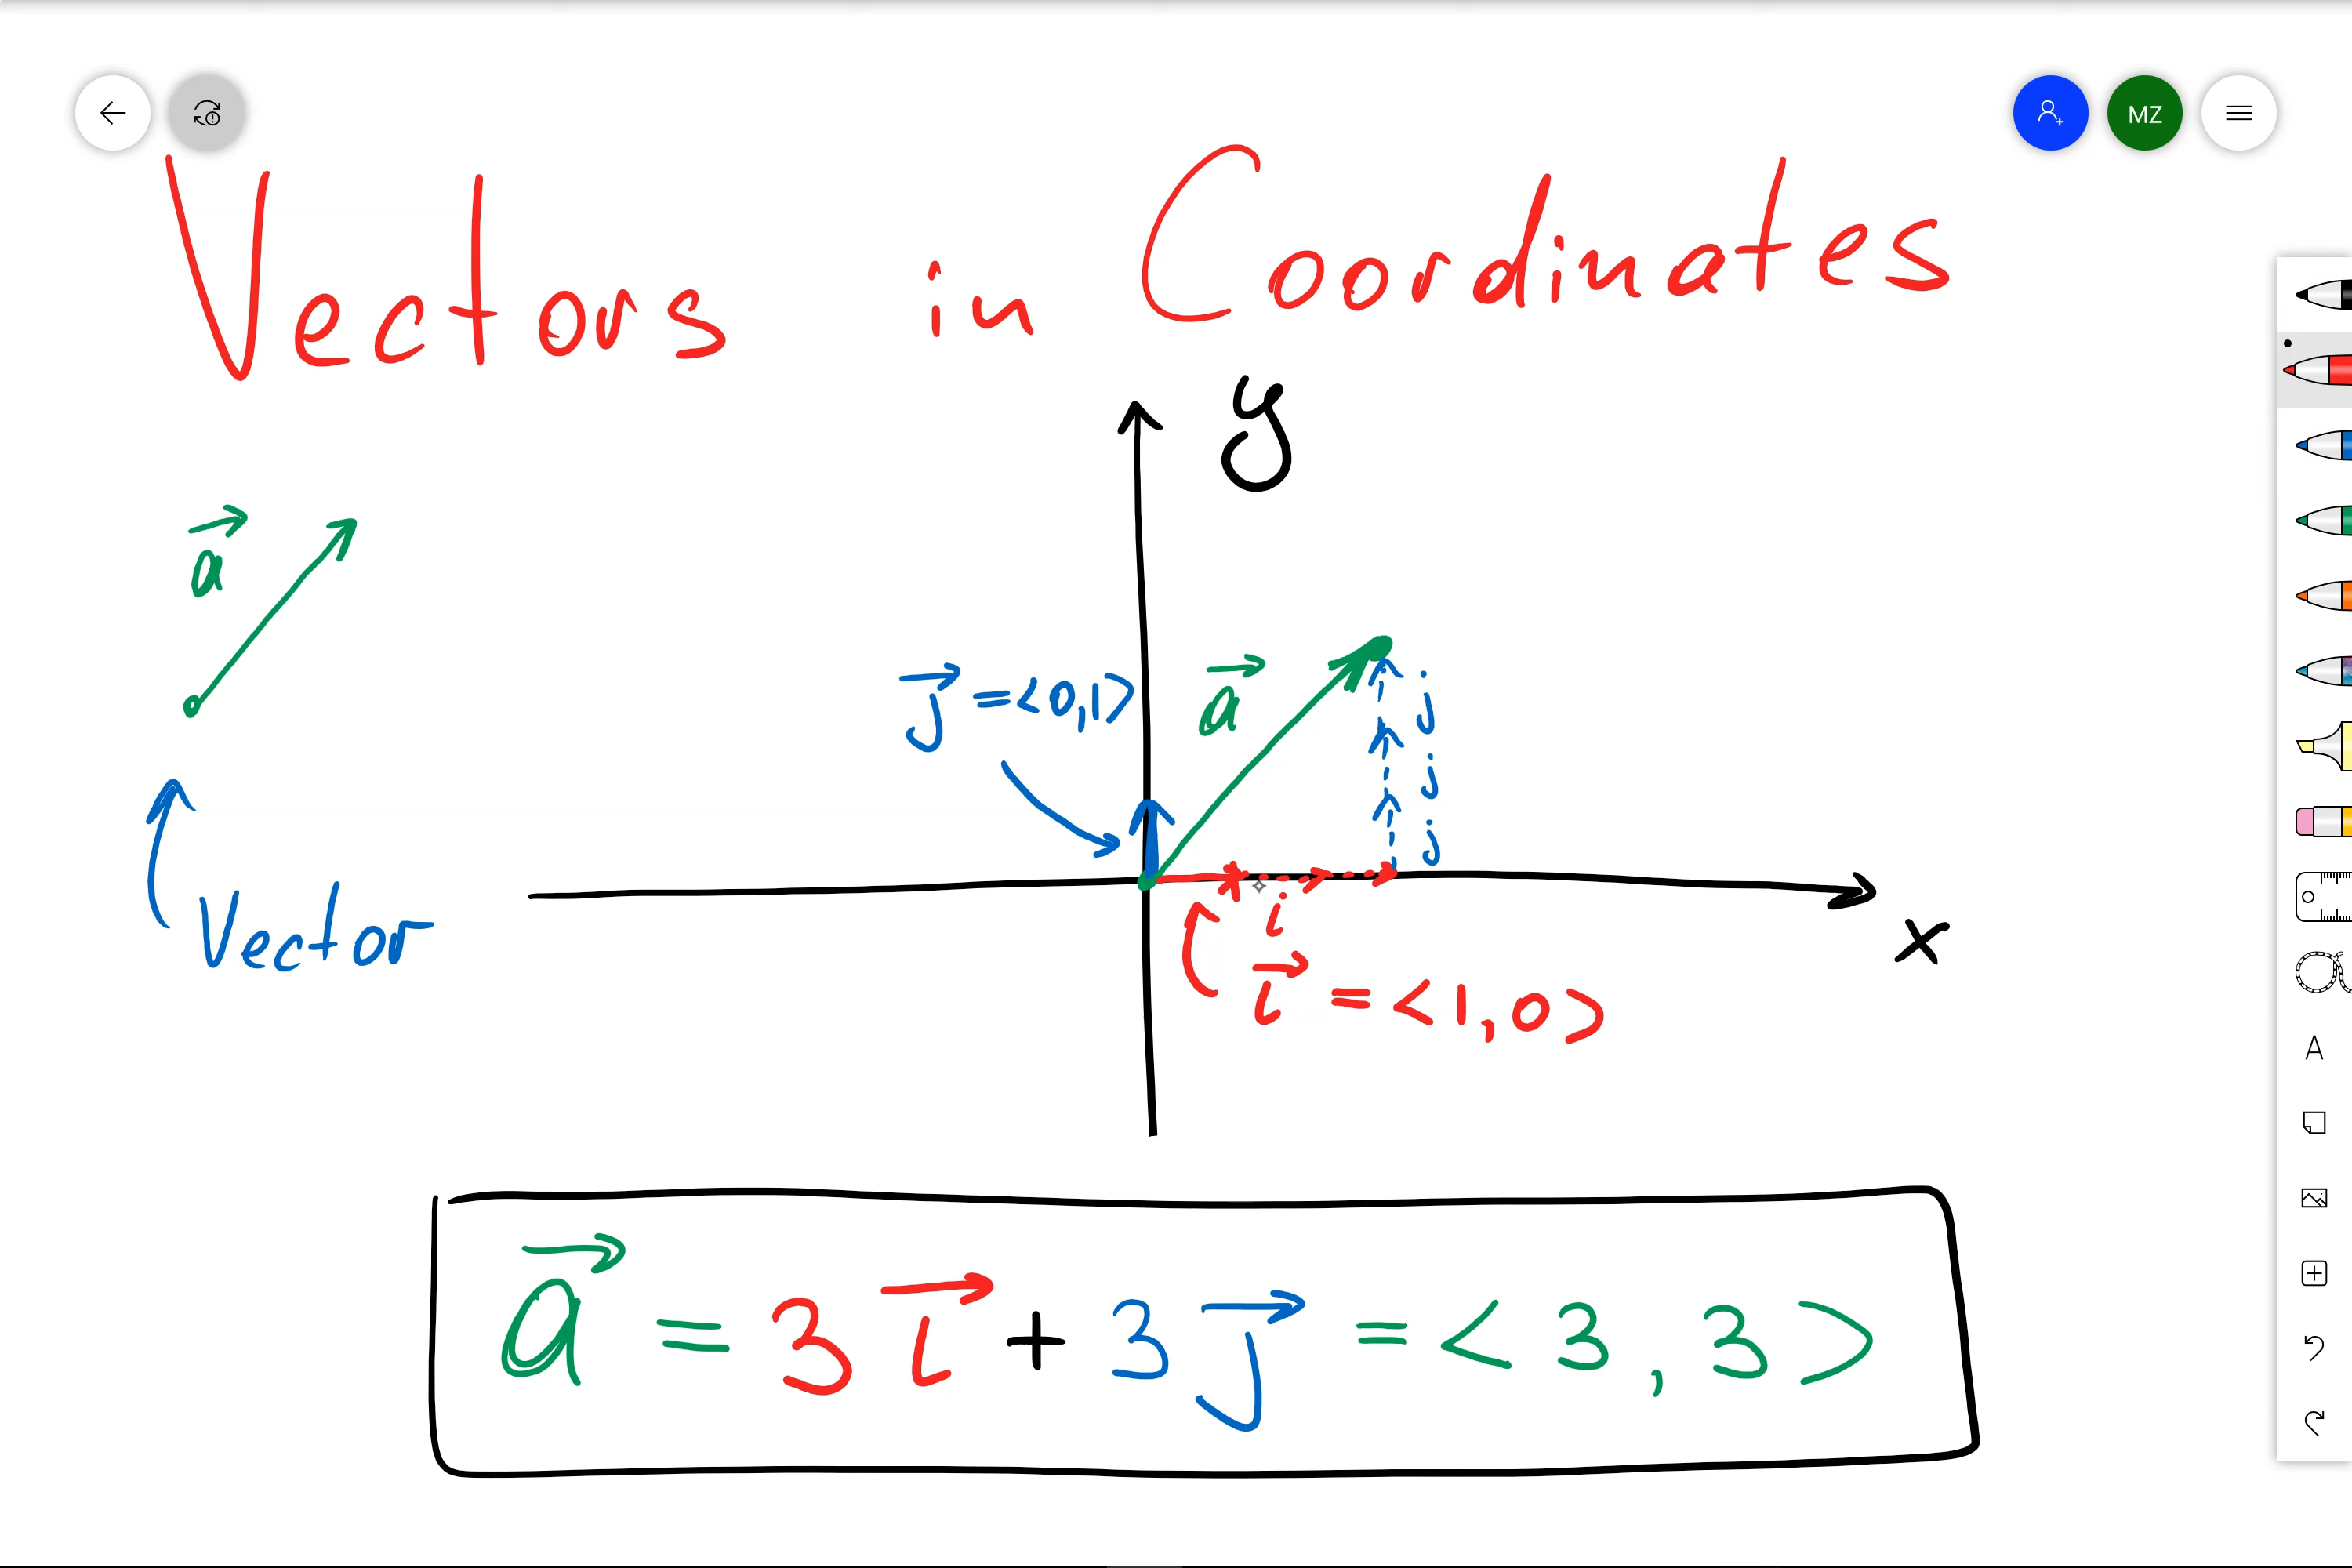 MZ
Vectors in Coordinates
y
a⃗
j⃗ =<0,1>
a⃗
j
j
j
Vector
i
x
i⃗ = <1,0>
a⃗ = 3 i⃗ + 3 j⃗ = < 3 , 3 >
A